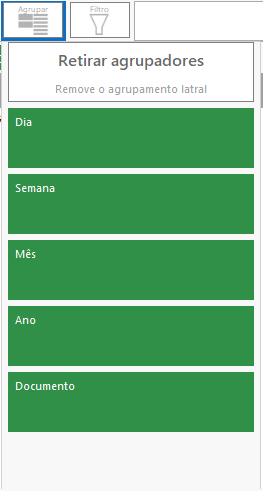 Agrupar Filtro
Retirar agrupadores
Remove o agrupamento latral
Dia
Semana
Mês
Ano
Documento